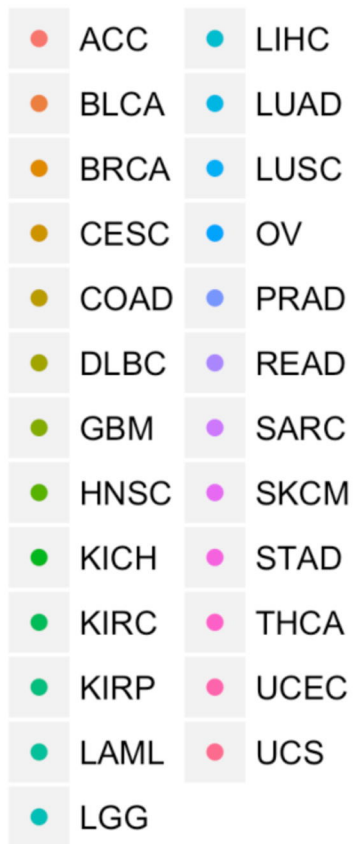 ACC
BLCA
BRCA
CESC
COAD
DLBC
GBM
HNSC
KICH
KIRC
KIRP
LAML
LGG
LIHC
LUAD
LUSC
OV
PRAD
READ
SARC
SKCM
STAD
THCA
UCEC
UCS